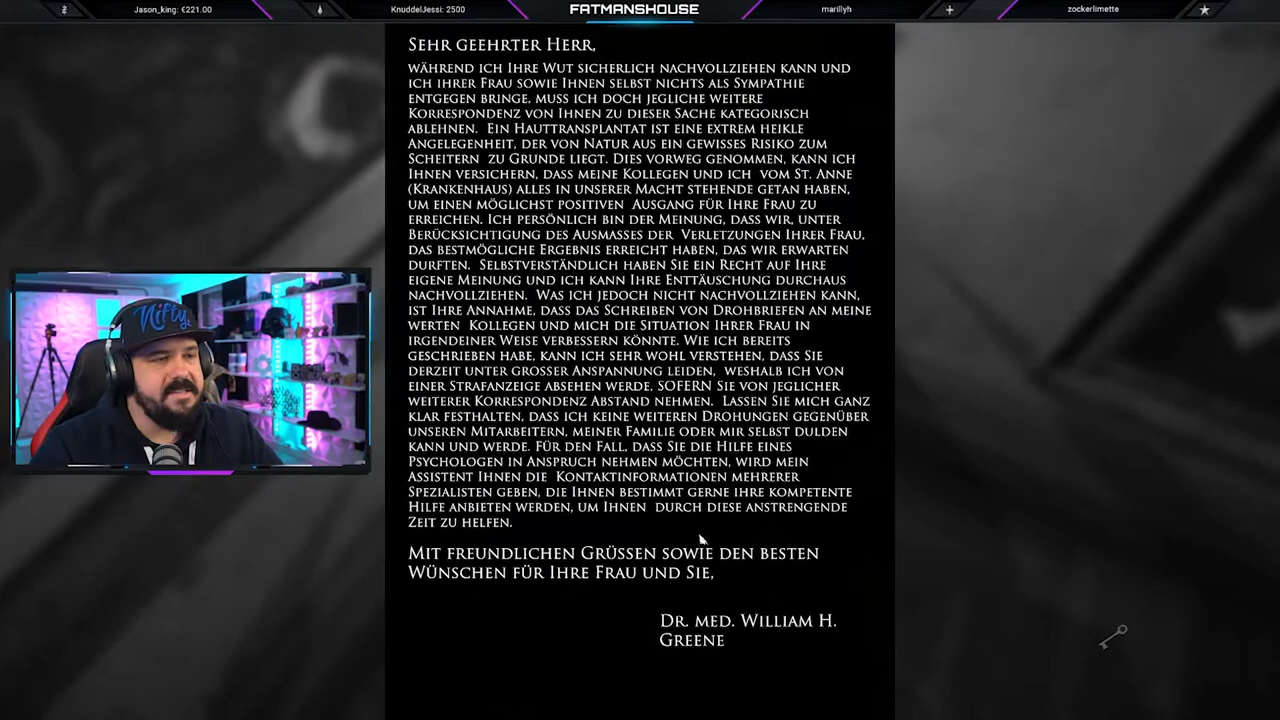 Jason_king: €221.00
KnuddelJessi: 2500
FATMANSHOUSE
marillyh
zockerlimette
SEHR GEEHRTER HERR,
WÄHREND ICH IHRE WUT SICHERLICH NACHVOLLZIEHEN KANN UND
ICH IHRER FRAU SOWIE IHNEN SELBST NICHTS ALS SYMPATHIE
ENTGEGEN BRINGE, MUSS ICH DOCH JEGLICHE WEITERE
KORRESPONDENZ VON IHNEN ZU DIESER SACHE KATEGORISCH
ABLEHNEN. EIN HAUTTRANSPLANTAT IST EINE EXTREM HEIKLE
ANGELEGENHEIT, DER VON NATUR AUS EIN GEWISSES RISIKO ZUM
SCHEITERN ZU GRUNDE LIEGT. DIES VORWEG GENOMMEN, KANN ICH
IHNEN VERSICHERN, DASS MEINE KOLLEGEN UND ICH VOM ST. ANNE
(KRANKENHAUS) ALLES IN UNSERER MACHT STEHENDE GETAN HABEN,
UM EINEN MÖGLICHST POSITIVEN AUSGANG FÜR IHRE FRAU ZU
ERREICHEN. ICH PERSÖNLICH BIN DER MEINUNG, DASS WIR, UNTER
BERÜCKSICHTIGUNG DES AUSMASSES DER VERLETZUNGEN IHRER FRAU,
DAS BESTMÖGLICHE ERGEBNIS ERREICHT HABEN, DAS WIR ERWARTEN
DURFTEN. SELBSTVERSTÄNDLICH HABEN SIE EIN RECHT AUF IHRE
EIGENE MEINUNG UND ICH KANN IHRE ENTTÄUSCHUNG DURCHAUS
NACHVOLLZIEHEN. WAS ICH JEDOCH NICHT NACHVOLLZIEHEN KANN,
IST IHRE ANNAHME, DASS DAS SCHREIBEN VON DROHBRIEFEN AN MEINE
WERTEN KOLLEGEN UND MICH DIE SITUATION IHRER FRAU IN
IRGENDEINER WEISE VERBESSERN KÖNNTE. WIE ICH BEREITS
GESCHRIEBEN HABE, KANN ICH SEHR WOHL VERSTEHEN, DASS SIE
DERZEIT UNTER GROSSER ANSPANNUNG LEIDEN, WESHALB ICH VON
EINER STRAFANZEIGE ABSEHEN WERDE, SOFERN SIE VON JEGLICHER
WEITERER KORRESPONDENZ ABSTAND NEHMEN. LASSEN SIE MICH GANZ
KLAR FESTHALTEN, DASS ICH KEINE WEITEREN DROHUNGEN GEGENÜBER
UNSEREN MITARBEITERN, MEINER FAMILIE ODER MIR SELBST DULDEN
KANN UND WERDE. FÜR DEN FALL, DASS SIE DIE HILFE EINES
PSYCHOLOGEN IN ANSPRUCH NEHMEN MÖCHTEN, WIRD MEIN
ASSISTENT IHNEN DIE KONTAKTINFORMATIONEN MEHRERER
SPEZIALISTEN GEBEN, DIE IHNEN BESTIMMT GERNE IHRE KOMPETENTE
HILFE ANBIETEN WERDEN, UM IHNEN DURCH DIESE ANSTRENGENDE
ZEIT ZU HELFEN.
MIT FREUNDLICHEN GRÜSSEN SOWIE DEN BESTEN
WÜNSCHEN FÜR IHRE FRAU UND SIE,
DR. MED. WILLIAM H.
GREENE
Nifty